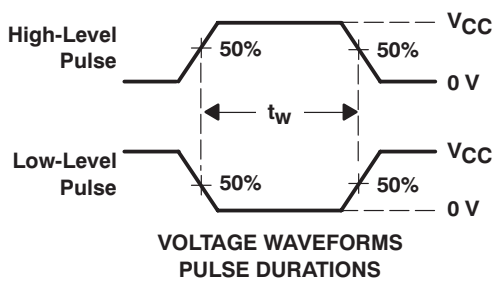 High-Level
Pulse
50%
50%
VCC
0 V
tw
Low-Level
Pulse
50%
50%
VCC
0 V
VOLTAGE WAVEFORMS
PULSE DURATIONS